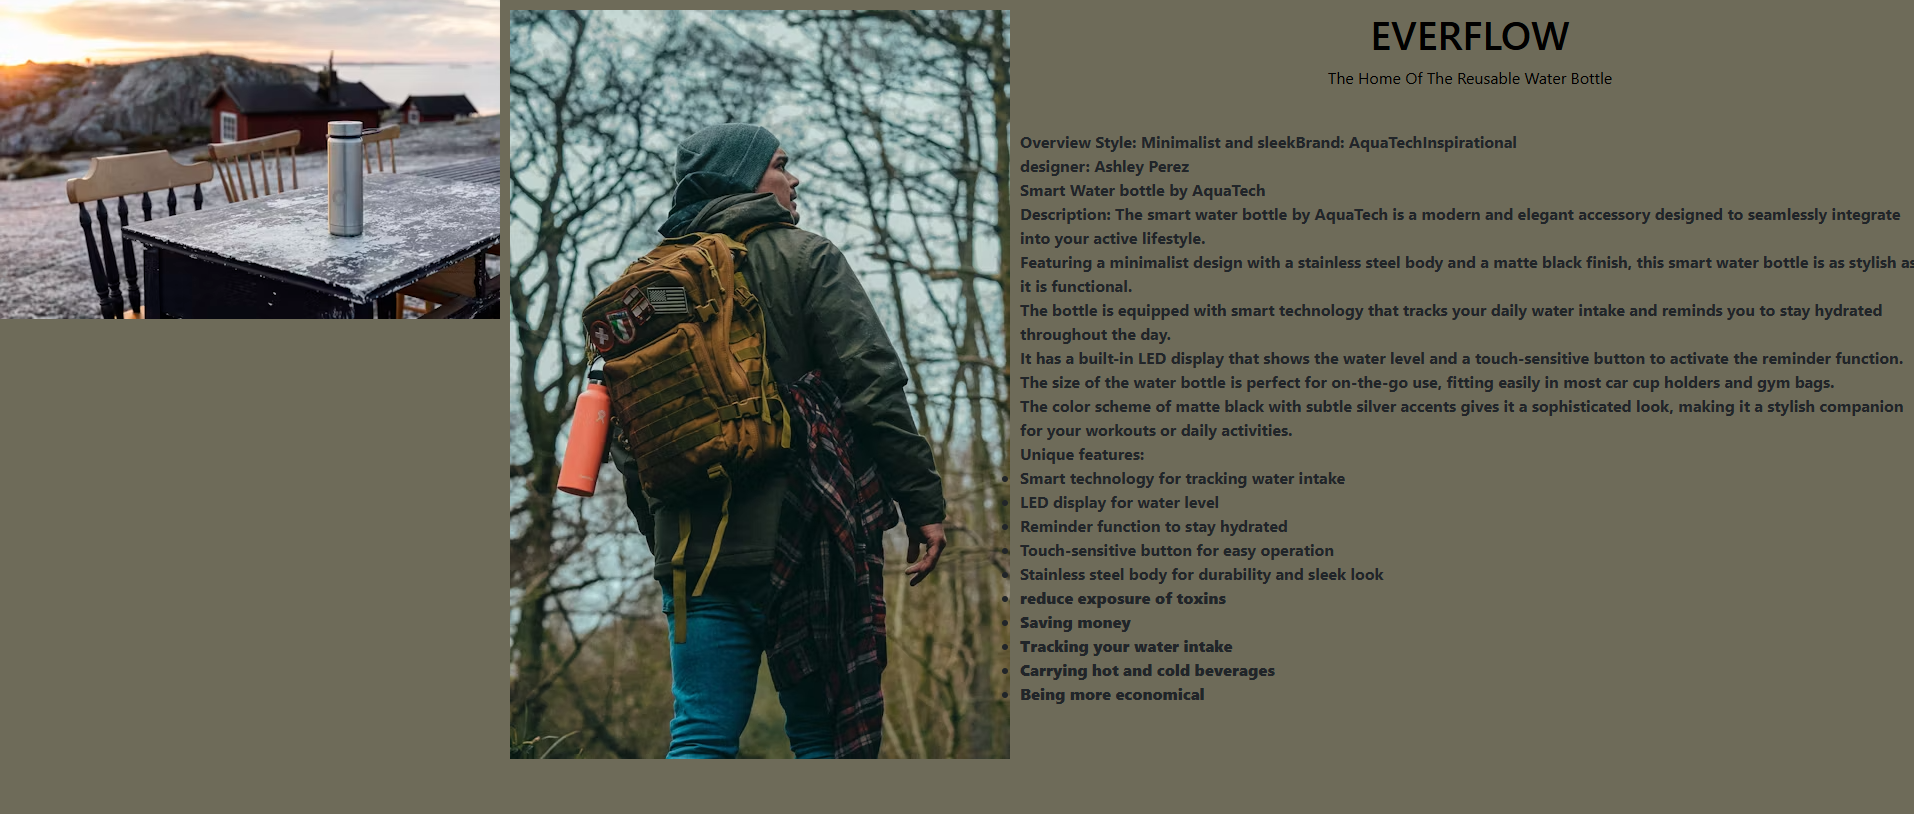 EVERFLOW
The Home Of The Reusable Water Bottle
Overview Style: Minimalist and sleekBrand: AquaTechInspirational
designer: Ashley Perez
Smart Water bottle by AquaTech
Description: The smart water bottle by AquaTech is a modern and elegant accessory designed to seamlessly integrate
into your active lifestyle.
Featuring a minimalist design with a stainless steel body and a matte black finish, this smart water bottle is as stylish as
it is functional.
The bottle is equipped with smart technology that tracks your daily water intake and reminds you to stay hydrated
throughout the day.
It has a built-in LED display that shows the water level and a touch-sensitive button to activate the reminder function.
The size of the water bottle is perfect for on-the-go use, fitting easily in most car cup holders and gym bags.
The color scheme of matte black with subtle silver accents gives it a sophisticated look, making it a stylish companion
for your workouts or daily activities.
Unique features:
• Smart technology for tracking water intake
• LED display for water level
• Reminder function to stay hydrated
• Touch-sensitive button for easy operation
• Stainless steel body for durability and sleek look
• reduce exposure of toxins
• Saving money
• Tracking your water intake
• Carrying hot and cold beverages
• Being more economical